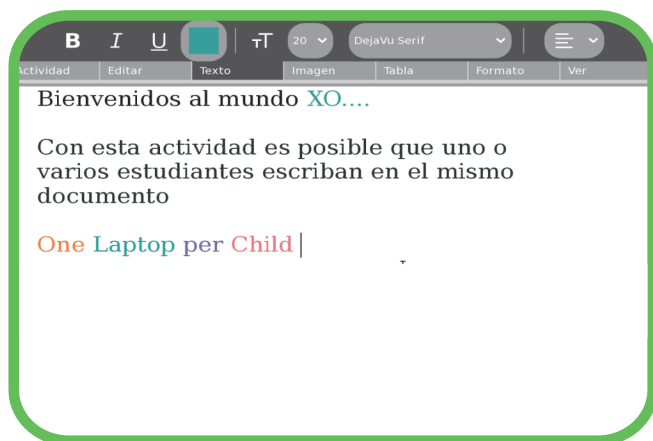 B I U TT 20 DejaVu Serif
Actividad Editar Texto Imagen Tabla Formato Ver
Bienvenidos al mundo XO....
Con esta actividad es posible que uno o
varios estudiantes escriban en el mismo
documento
One Laptop per Child